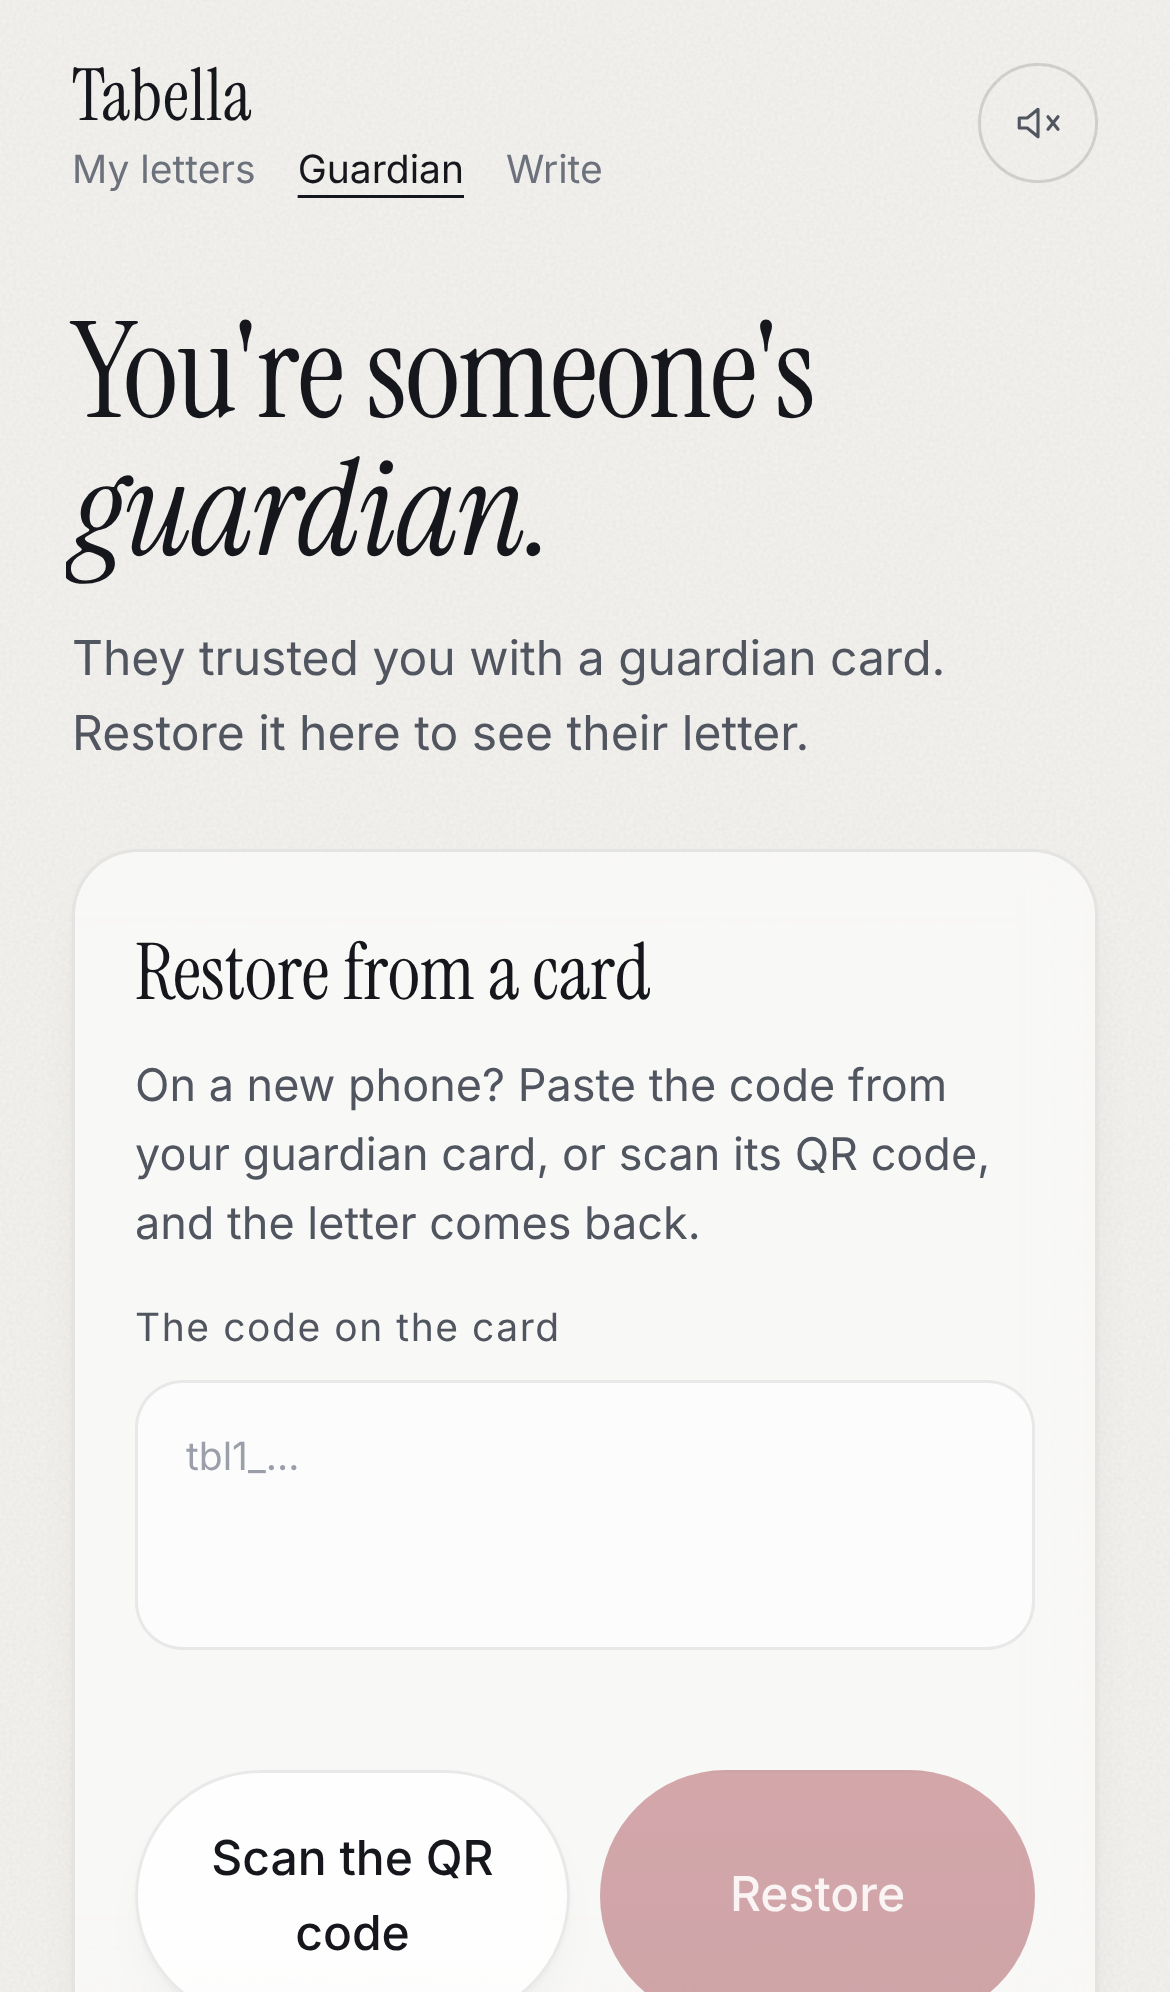 Tabella
My letters Guardian Write
You're someone's
guardian.
They trusted you with a guardian card.
Restore it here to see their letter.
Restore from a card
On a new phone? Paste the code from
your guardian card, or scan its QR code,
and the letter comes back.
The code on the card
tbl1_...
Scan the QR
code
Restore